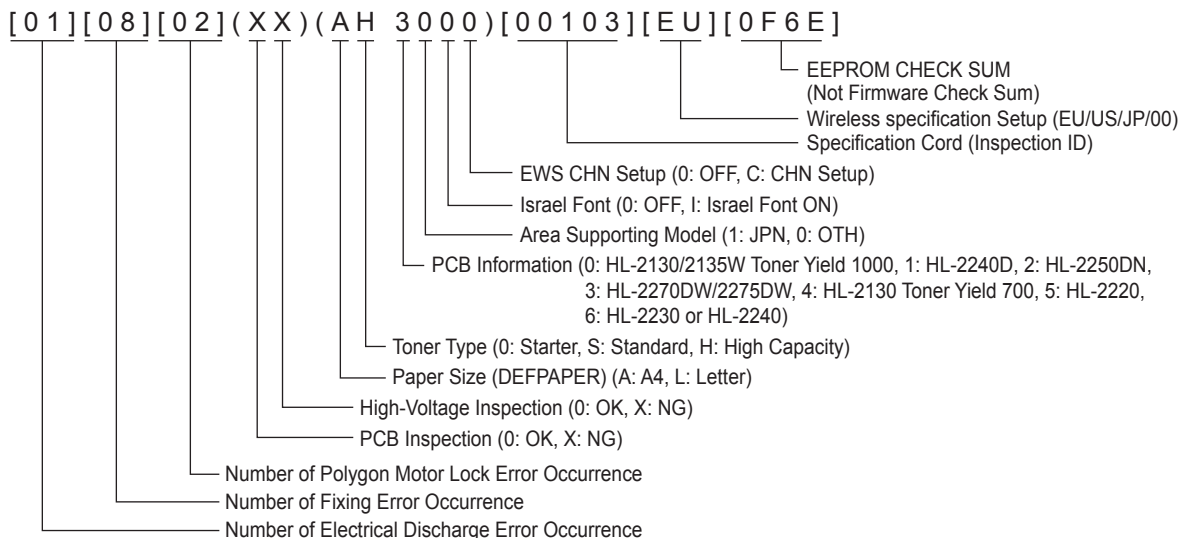 [01][08][02](XX)(AH 3000)[00103][EU][0F6E]
EEPROM CHECK SUM
(Not Firmware Check Sum)
Wireless specification Setup (EU/US/JP/00)
Specification Cord (Inspection ID)
EWS CHN Setup (0: OFF, C: CHN Setup)
Israel Font (0: OFF, I: Israel Font ON)
Area Supporting Model (1: JPN, 0: OTH)
PCB Information (0: HL-2130/2135W Toner Yield 1000, 1: HL-2240D, 2: HL-2250DN,
3: HL-2270DW/2275DW, 4: HL-2130 Toner Yield 700, 5: HL-2220,
6: HL-2230 or HL-2240)
Toner Type (0: Starter, S: Standard, H: High Capacity)
Paper Size (DEFPAPER) (A: A4, L: Letter)
High-Voltage Inspection (0: OK, X: NG)
PCB Inspection (0: OK, X: NG)
Number of Polygon Motor Lock Error Occurrence
Number of Fixing Error Occurrence
Number of Electrical Discharge Error Occurrence